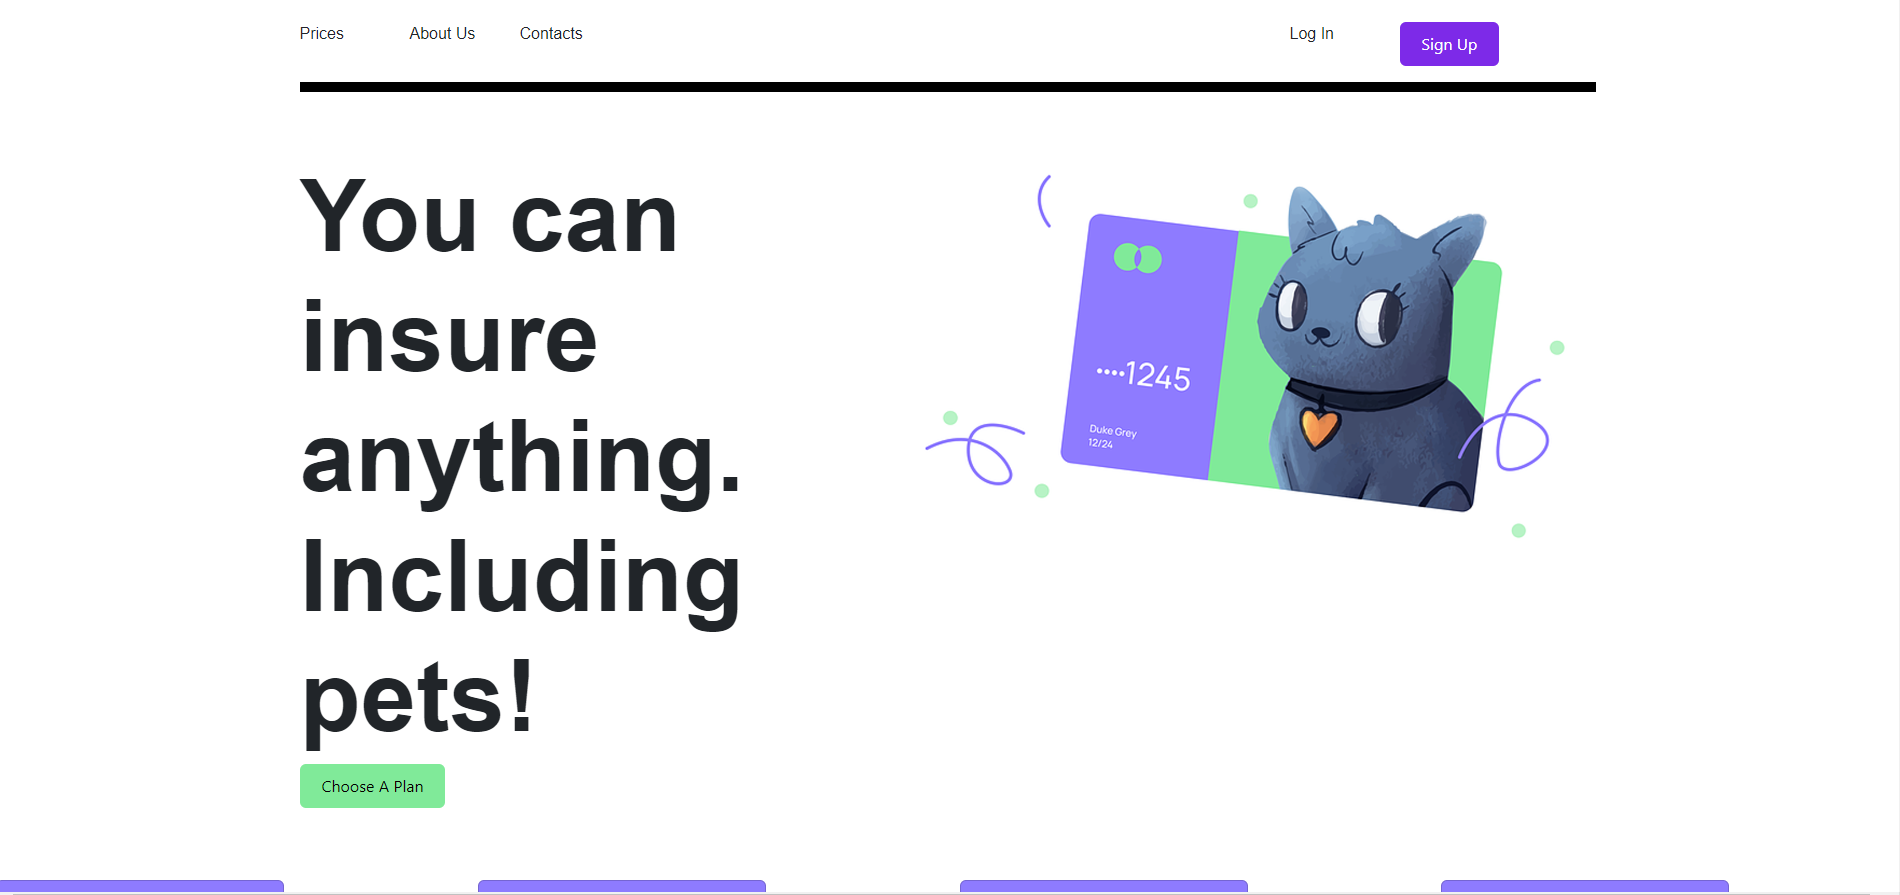 Prices About Us Contacts Log In Sign Up
You can
insure
anything.
Including
pets!
••••1245
Duke Grey
12/24
Choose A Plan